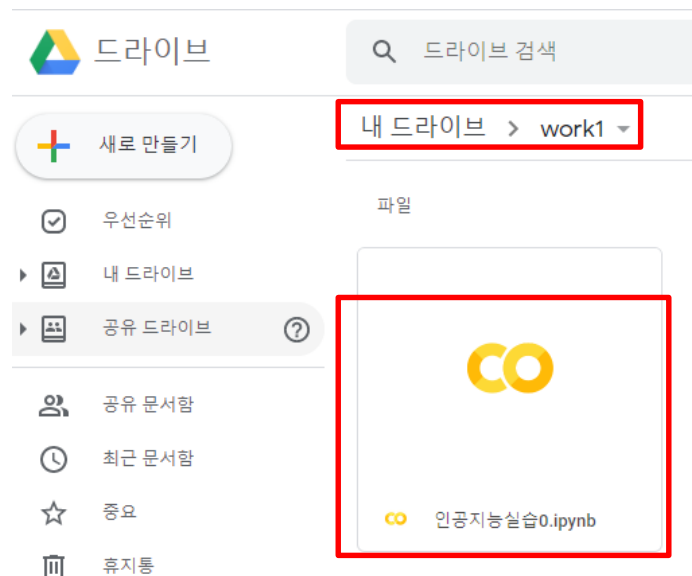 드라이브
드라이브 검색
새로 만들기
내 드라이브 > work1
우선순위
내 드라이브
공유 드라이브
공유 문서함
최근 문서함
중요
휴지통
파일
인공지능실습0.ipynb